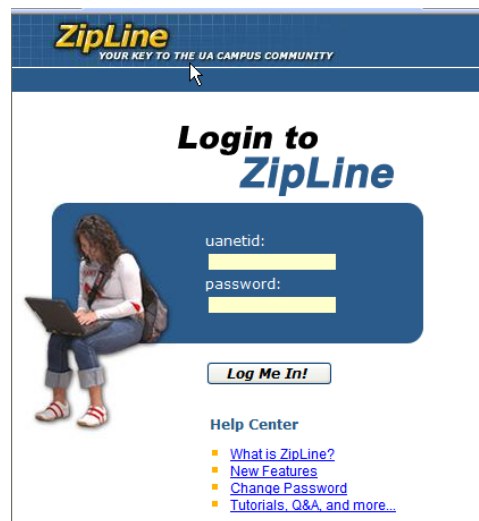 ZipLine
YOUR KEY TO THE UA CAMPUS COMMUNITY
Login to
ZipLine
uanetid:
password:
Log Me In!
Help Center
What is ZipLine?
New Features
Change Password
Tutorials, Q&A, and more...